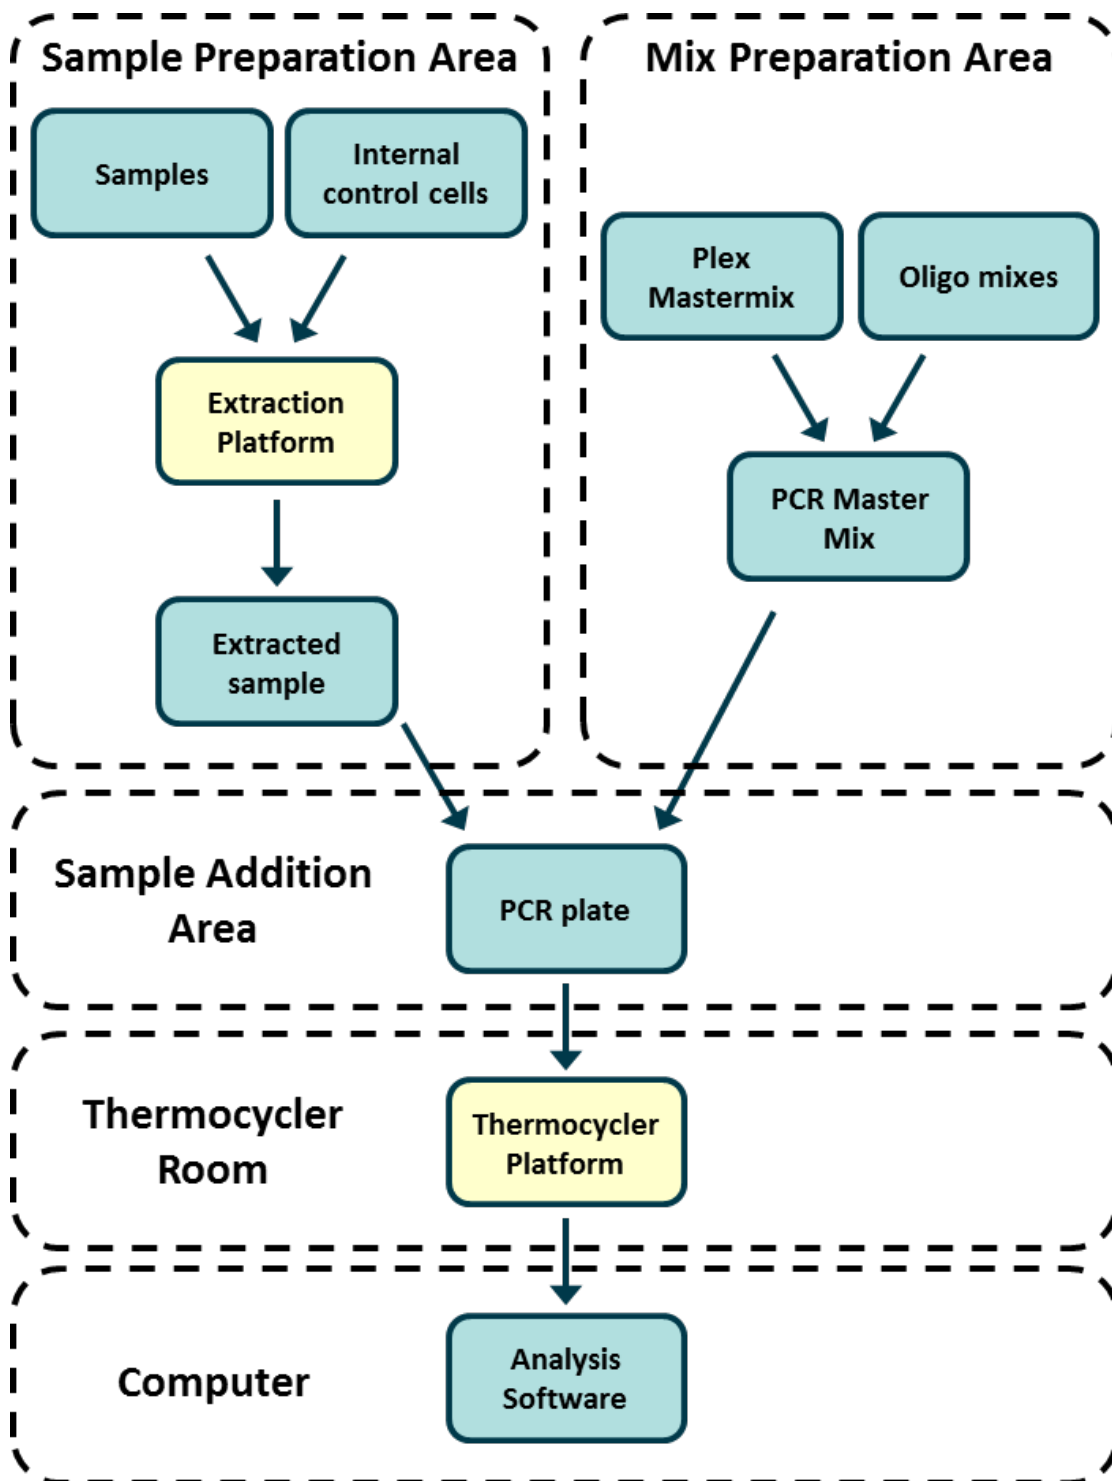 Sample Preparation Area
Samples
Internal
control cells
Extraction
Platform
Extracted
sample
Mix Preparation Area
Plex
Mastermix
Oligo mixes
PCR Master
Mix
Sample Addition
Area
PCR plate
Thermocycler
Room
Thermocycler
Platform
Computer
Analysis
Software